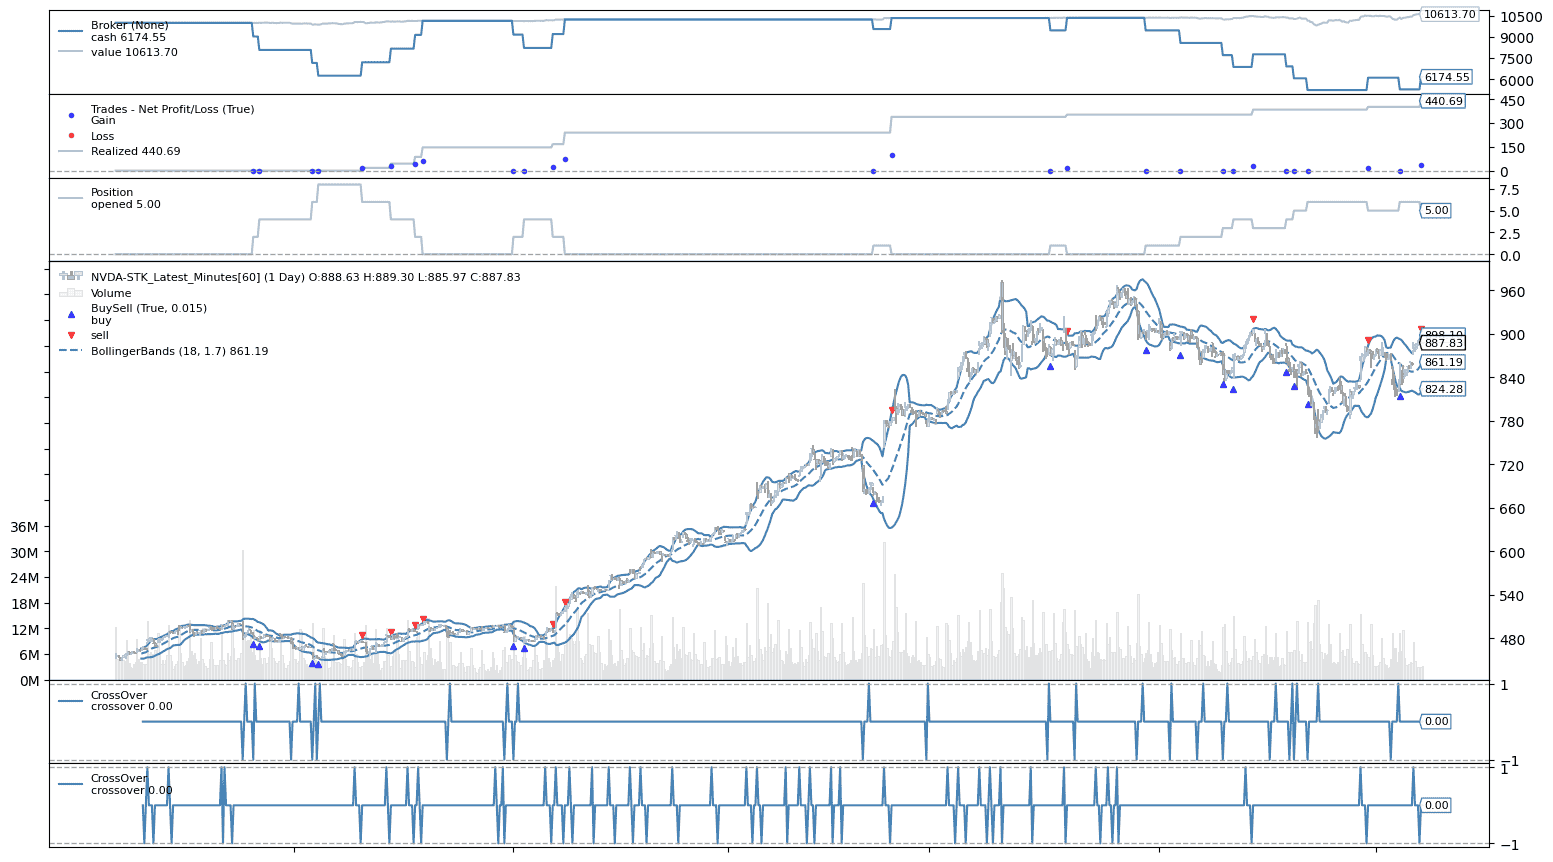 Broker (None)
cash 6174.55
value 10613.70
10613.70
10500
9000
7500
6174.55
6000
Trades - Net Profit/Loss (True)
Gain
Loss
Realized 440.69
440.69
450
300
150
0
Position
opened 5.00
7.5
5.00
5.0
2.5
0.0
NVDA-STK_Latest_Minutes[60] (1 Day) O:888.63 H:889.30 L:885.97 C:887.83
Volume
BuySell (True, 0.015)
buy
sell
BollingerBands (18, 1.7) 861.19
960
900
898.10
887.83
861.19
840
824.28
780
720
660
600
540
480
36M
30M
24M
18M
12M
6M
0M
CrossOver
crossover 0.00
1
0.00
−1
CrossOver
crossover 0.00
1
0.00
−1